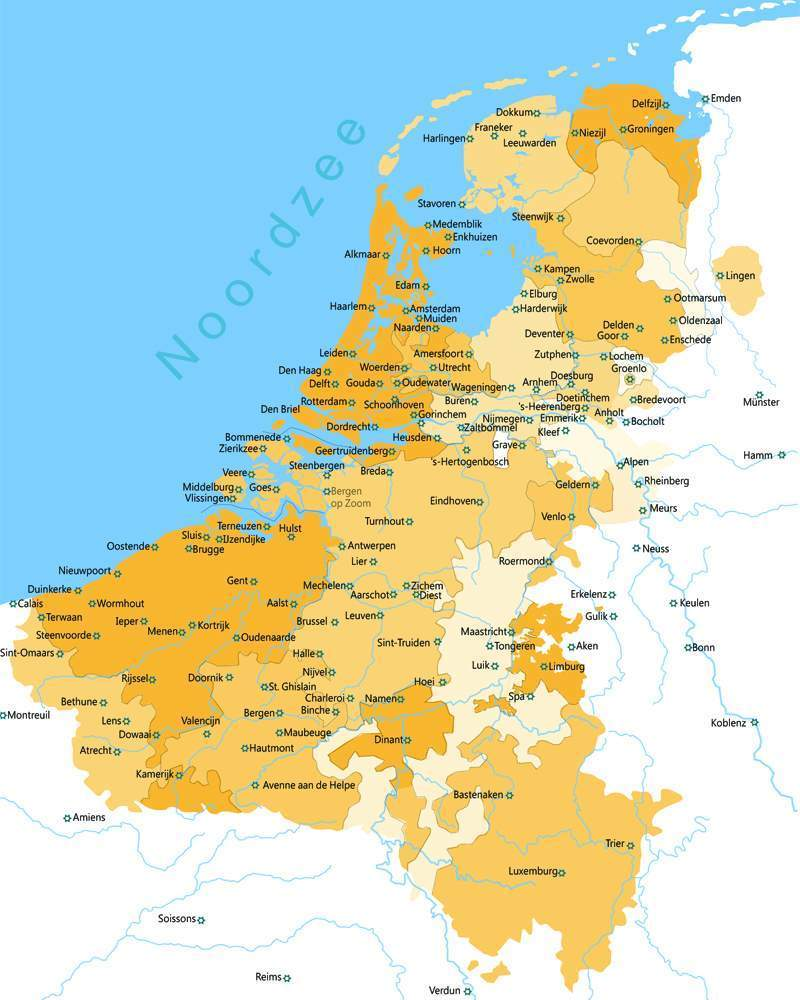 Noordzee
Emden
Delfzijl
Dokkum
Franeker
Harlingen
Leeuwarden
Niezijl
Groningen
Stavoren
Steenwijk
Medemblik
Enkhuizen
Hoorn
Coevorden
Alkmaar
Kampen
Zwolle
Lingen
Edam
Elburg
Ootmarsum
Haarlem
Amsterdam
Harderwijk
Muiden
Naarden
Delden
Oldenzaal
Deventer
Goor
Enschede
Leiden
Amersfoort
Zutphen
Lochem
Woerden
Utrecht
Groenlo
Den Haag
Doesburg
Delft
Gouda
Oudewater
Wageningen
Arnhem
Rotterdam
Schoonhoven
Buren
Doetinchem
Bredevoort
Münster
Den Briel
Gorinchem
's-Heerenberg
Anholt
Dordrecht
Zaltbommel
Nijmegen
Emmerik
Bocholt
Kleef
Bommenede
Heusden
Grave
Zierikzee
Geertruidenberg
's-Hertogenbosch
Hamm
Steenbergen
Breda
Alpen
Veere
Middelburg
Goes
Bergen
op Zoom
Geldern
Rheinberg
Vlissingen
Eindhoven
Meurs
Terneuzen
Hulst
Turnhout
Venlo
Sluis
IJzendijke
Oostende
Brugge
Antwerpen
Neuss
Nieuwpoort
Lier
Roermond
Duinkerke
Gent
Mechelen
Zichem
Aarschot
Diest
Erkelenz
Calais
Wormhout
Aalst
Keulen
Terwaan
Ieper
Kortrijk
Brussel
Leuven
Gulik
Steenvoorde
Menen
Oudenaarde
Sint-Truiden
Maastricht
Tongeren
Aken
Bonn
Sint-Omaars
Halle
Luik
Limburg
Rijssel
Doornik
Nijvel
St. Ghislain
Hoei
Bethune
Charleroi
Namen
Spa
Montreuil
Lens
Valencijn
Bergen
Binche
Koblenz
Dowaai
Maubeuge
Dinant
Atrecht
Hautmont
Kamerijk
Avenne aan de Helpe
Bastenaken
Amiens
Trier
Luxemburg
Soissons
Reims
Verdun